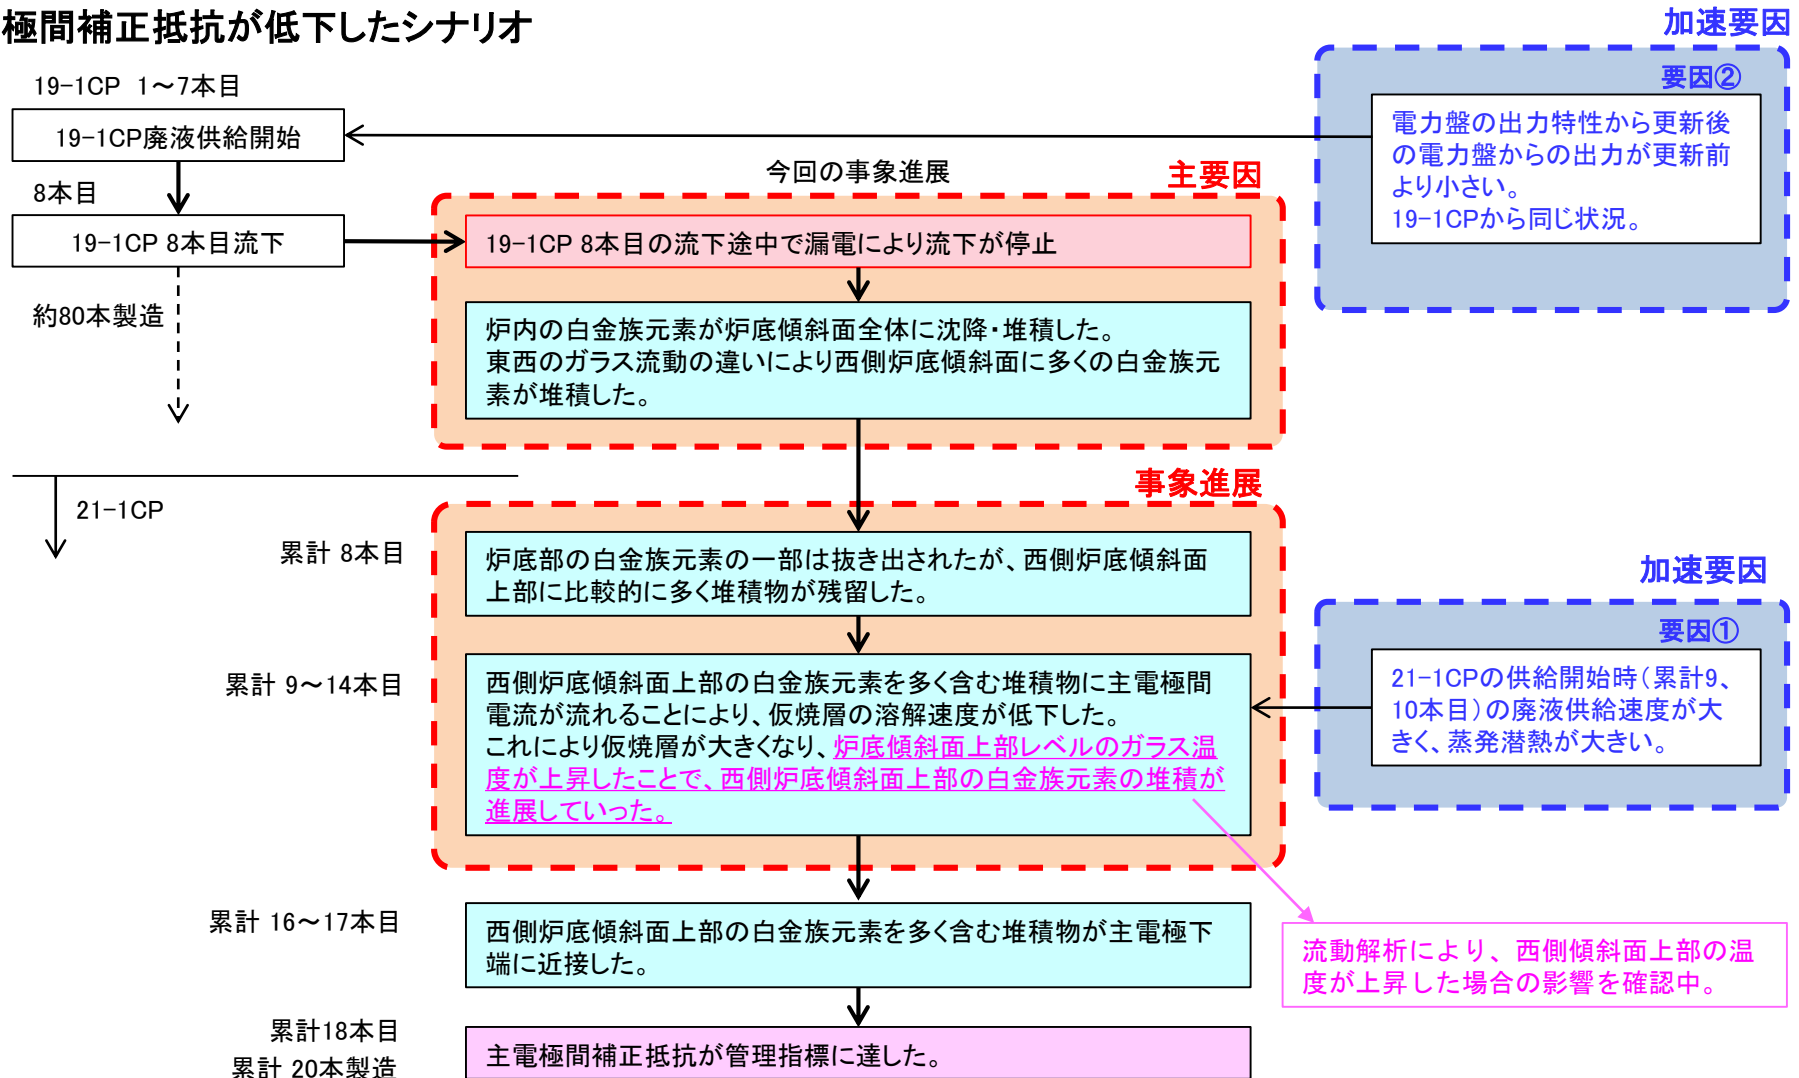 極間補正抵抗が低下したシナリオ
加速要因
要因②
電力盤の出力特性から更新後
の電力盤からの出力が更新前
より小さい。
19-1CPから同じ状況。
19-1CP 1～7本目
19-1CP廃液供給開始
8本目
19-1CP 8本目流下
約80本製造
今回の事象進展
主要因
19-1CP 8本目の流下途中で漏電により流下が停止
炉内の白金族元素が炉底傾斜面全体に沈降・堆積した。
東西のガラス流動の違いにより西側炉底傾斜面に多くの白金族元
素が堆積した。
21-1CP
事象進展
累計 8本目
炉底部の白金族元素の一部は抜き出されたが、西側炉底傾斜面
上部に比較的に多く堆積物が残留した。
累計 9～14本目
西側炉底傾斜面上部の白金族元素を多く含む堆積物に主電極間
電流が流れることにより、仮焼層の溶解速度が低下した。
これにより仮焼層が大きくなり、炉底傾斜面上部レベルのガラス温
度が上昇したことで、西側炉底傾斜面上部の白金族元素の堆積が
進展していった。
加速要因
要因①
21-1CPの供給開始時（累計9、
10本目）の廃液供給速度が大
きく、蒸発潜熱が大きい。
累計 16～17本目
西側炉底傾斜面上部の白金族元素を多く含む堆積物が主電極下
端に近接した。
流動解析により、西側傾斜面上部の温
度が上昇した場合の影響を確認中。
累計18本目
累計 20本製造
主電極間補正抵抗が管理指標に達した。